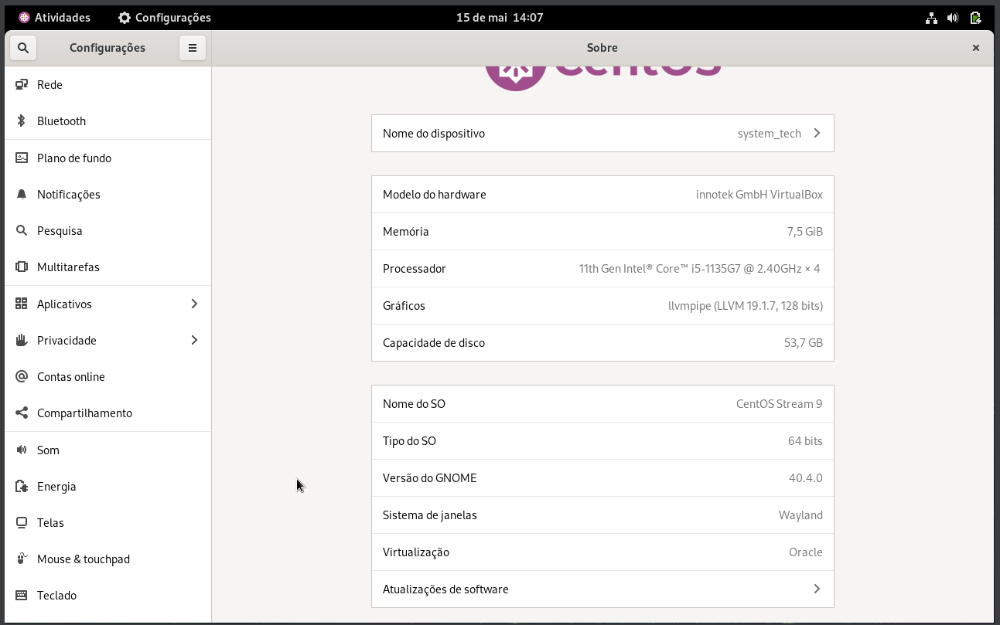 Atividades Configurações 15 de mai 14:07
Configurações Sobre
CentOS
Rede
Bluetooth
Plano de fundo
Notificações
Pesquisa
Multitarefas
Aplicativos
Privacidade
Contas online
Compartilhamento
Som
Energia
Telas
Mouse & touchpad
Teclado
Nome do dispositivo system_tech
Modelo do hardware innotek GmbH VirtualBox
Memória 7,5 GiB
Processador 11th Gen Intel® Core™ i5-1135G7 @ 2.40GHz × 4
Gráficos llvmpipe (LLVM 19.1.7, 128 bits)
Capacidade de disco 53,7 GB
Nome do SO CentOS Stream 9
Tipo do SO 64 bits
Versão do GNOME 40.4.0
Sistema de janelas Wayland
Virtualização Oracle
Atualizações de software